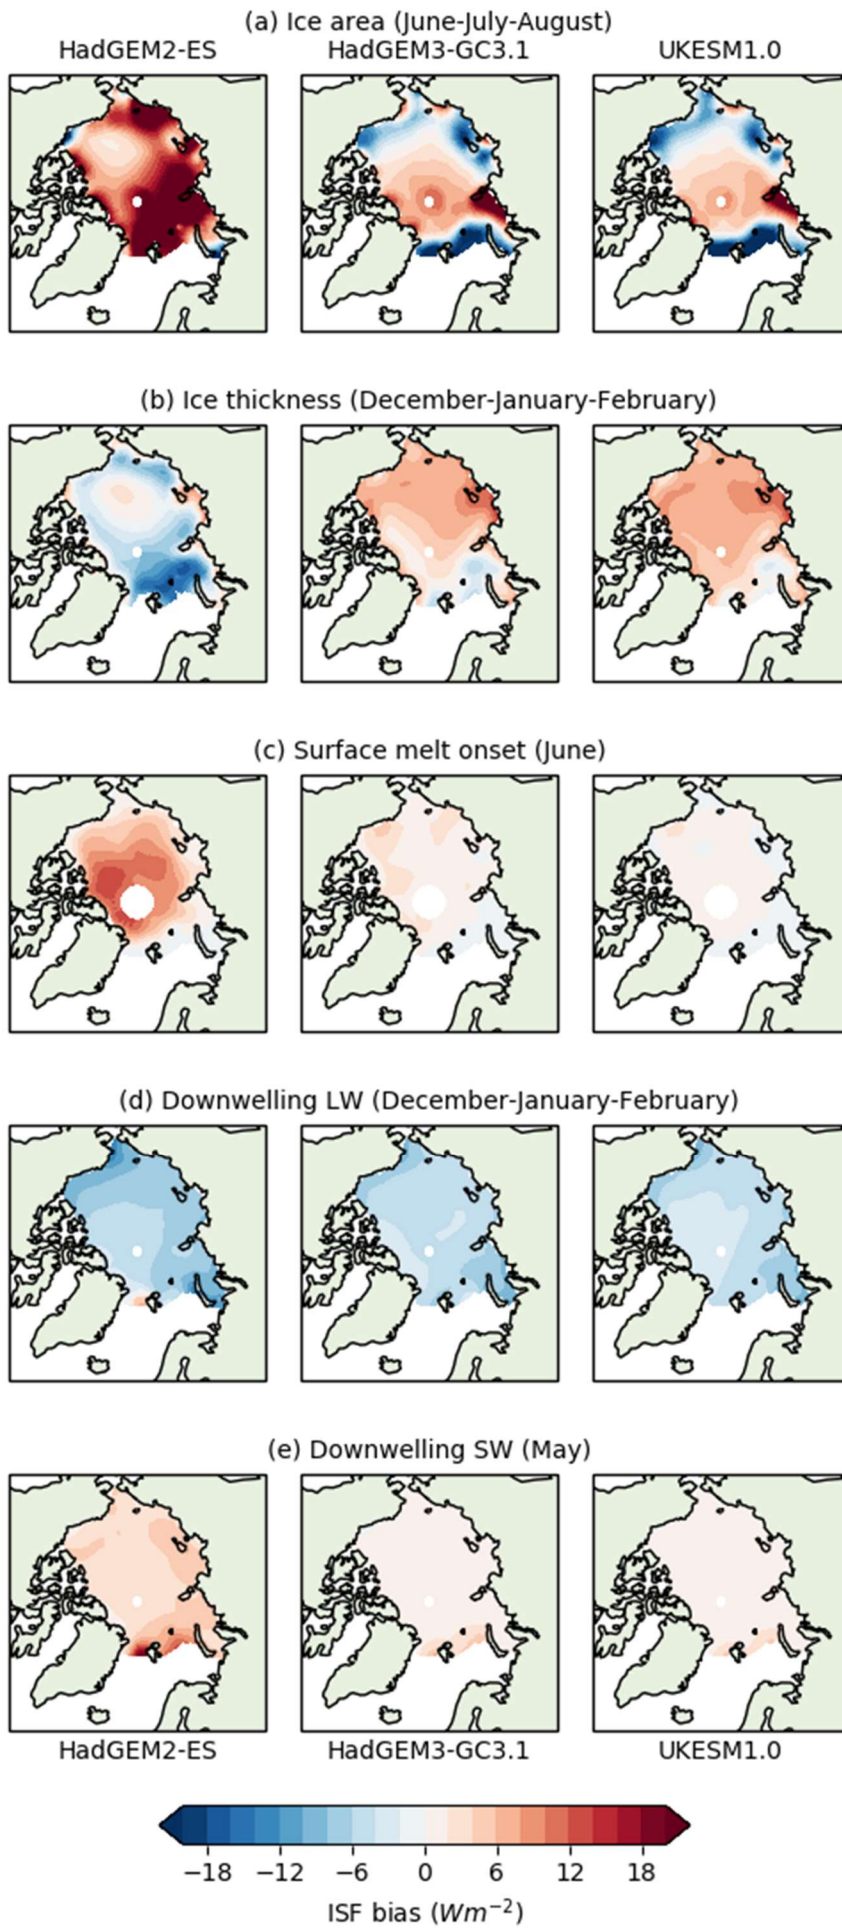 (a) Ice area (June-July-August)
HadGEM2-ES HadGEM3-GC3.1 UKESM1.0
(b) Ice thickness (December-January-February)
(c) Surface melt onset (June)
(d) Downwelling LW (December-January-February)
(e) Downwelling SW (May)
HadGEM2-ES HadGEM3-GC3.1 UKESM1.0
−18 −12 −6 0 6 12 18
ISF bias (Wm⁻²)